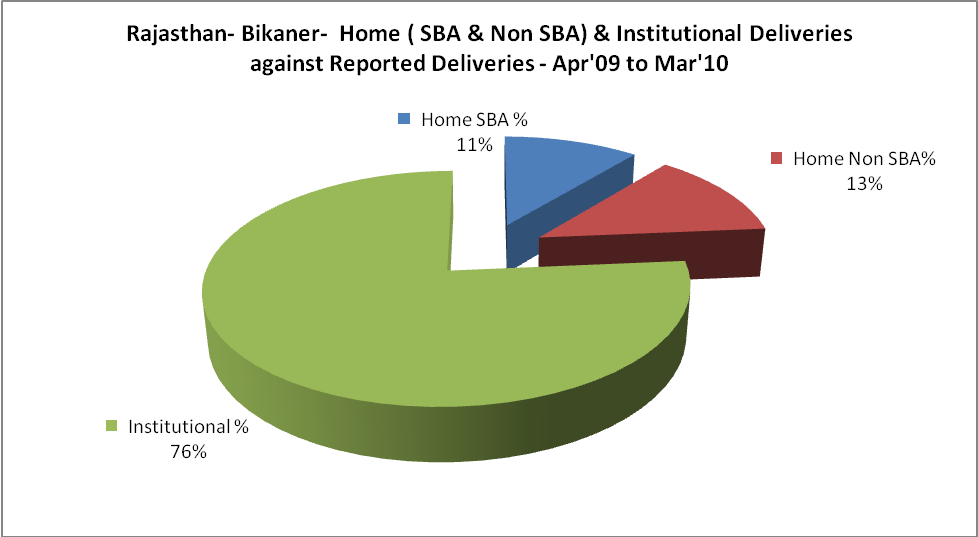 Rajasthan- Bikaner-  Home ( SBA & Non SBA) & Institutional Deliveries
against Reported Deliveries - Apr'09 to Mar'10
Home SBA %
11%
Home Non SBA%
13%
Institutional %
76%